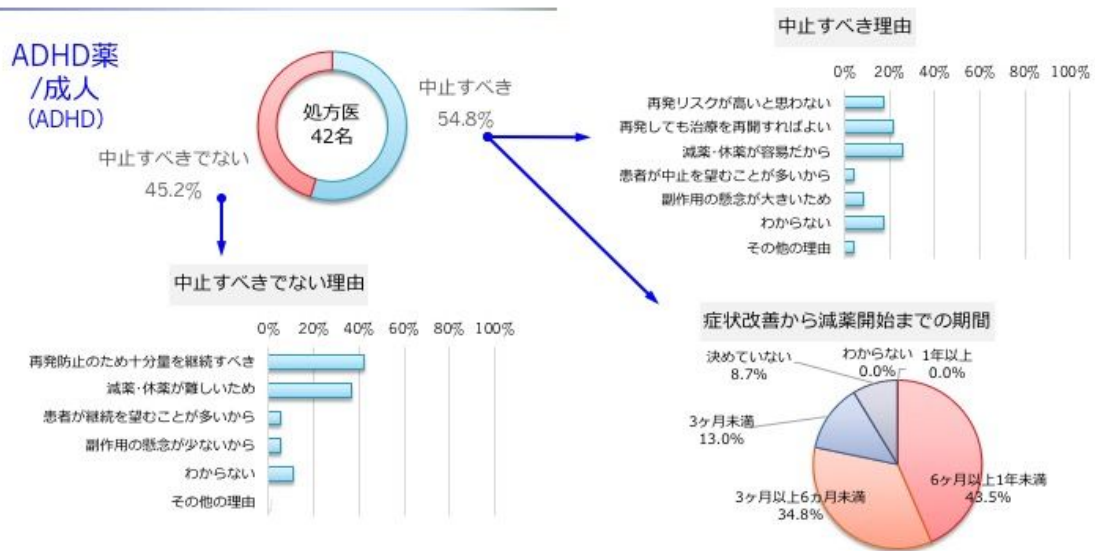 ADHD薬
/成人
(ADHD)
処方医
42名
中止すべき
54.8%
中止すべきでない
45.2%
中止すべき理由
0% 20% 40% 60% 80% 100%
再発リスクが高いと思わない
再発しても治療を再開すればよい
減薬・休薬が容易だから
患者が中止を望むことが多いから
副作用の懸念が大きいため
わからない
その他の理由
中止すべきでない理由
0% 20% 40% 60% 80% 100%
再発防止のため十分量を継続すべき
減薬・休薬が難しいため
患者が継続を望むことが多いから
副作用の懸念が少ないから
わからない
その他の理由
症状改善から減薬開始までの期間
決めていない
8.7%
わからない
0.0%
1年以上
0.0%
3ヶ月未満
13.0%
6ヶ月以上1年未満
43.5%
3ヶ月以上6ヵ月未満
34.8%